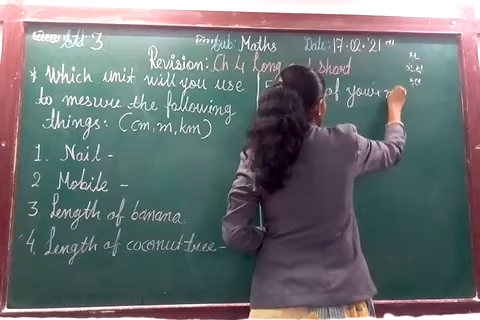 Std: 3 Sub: Maths Date: 17·02·'21
Revision: Ch 4 Long and short
* Which unit will you use
to mesure the following
things: (cm, m, km)
1. Nail -
2 Mobile -
3. Length of banana
4. Length of coconut tree -
of your